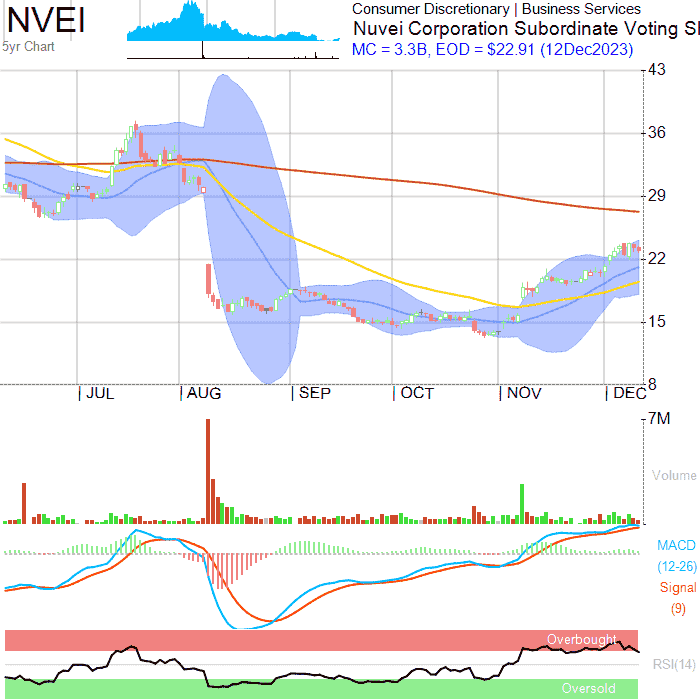 NVEI
5yr Chart
Consumer Discretionary | Business Services
Nuvei Corporation Subordinate Voting Sl
MC = 3.3B, EOD = $22.91 (12Dec2023)
43
36
29
22
15
8
JUL
AUG
SEP
OCT
NOV
DEC
7M
Volume
MACD
(12-26)
Signal
(9)
Overbought
RSI(14)
Oversold